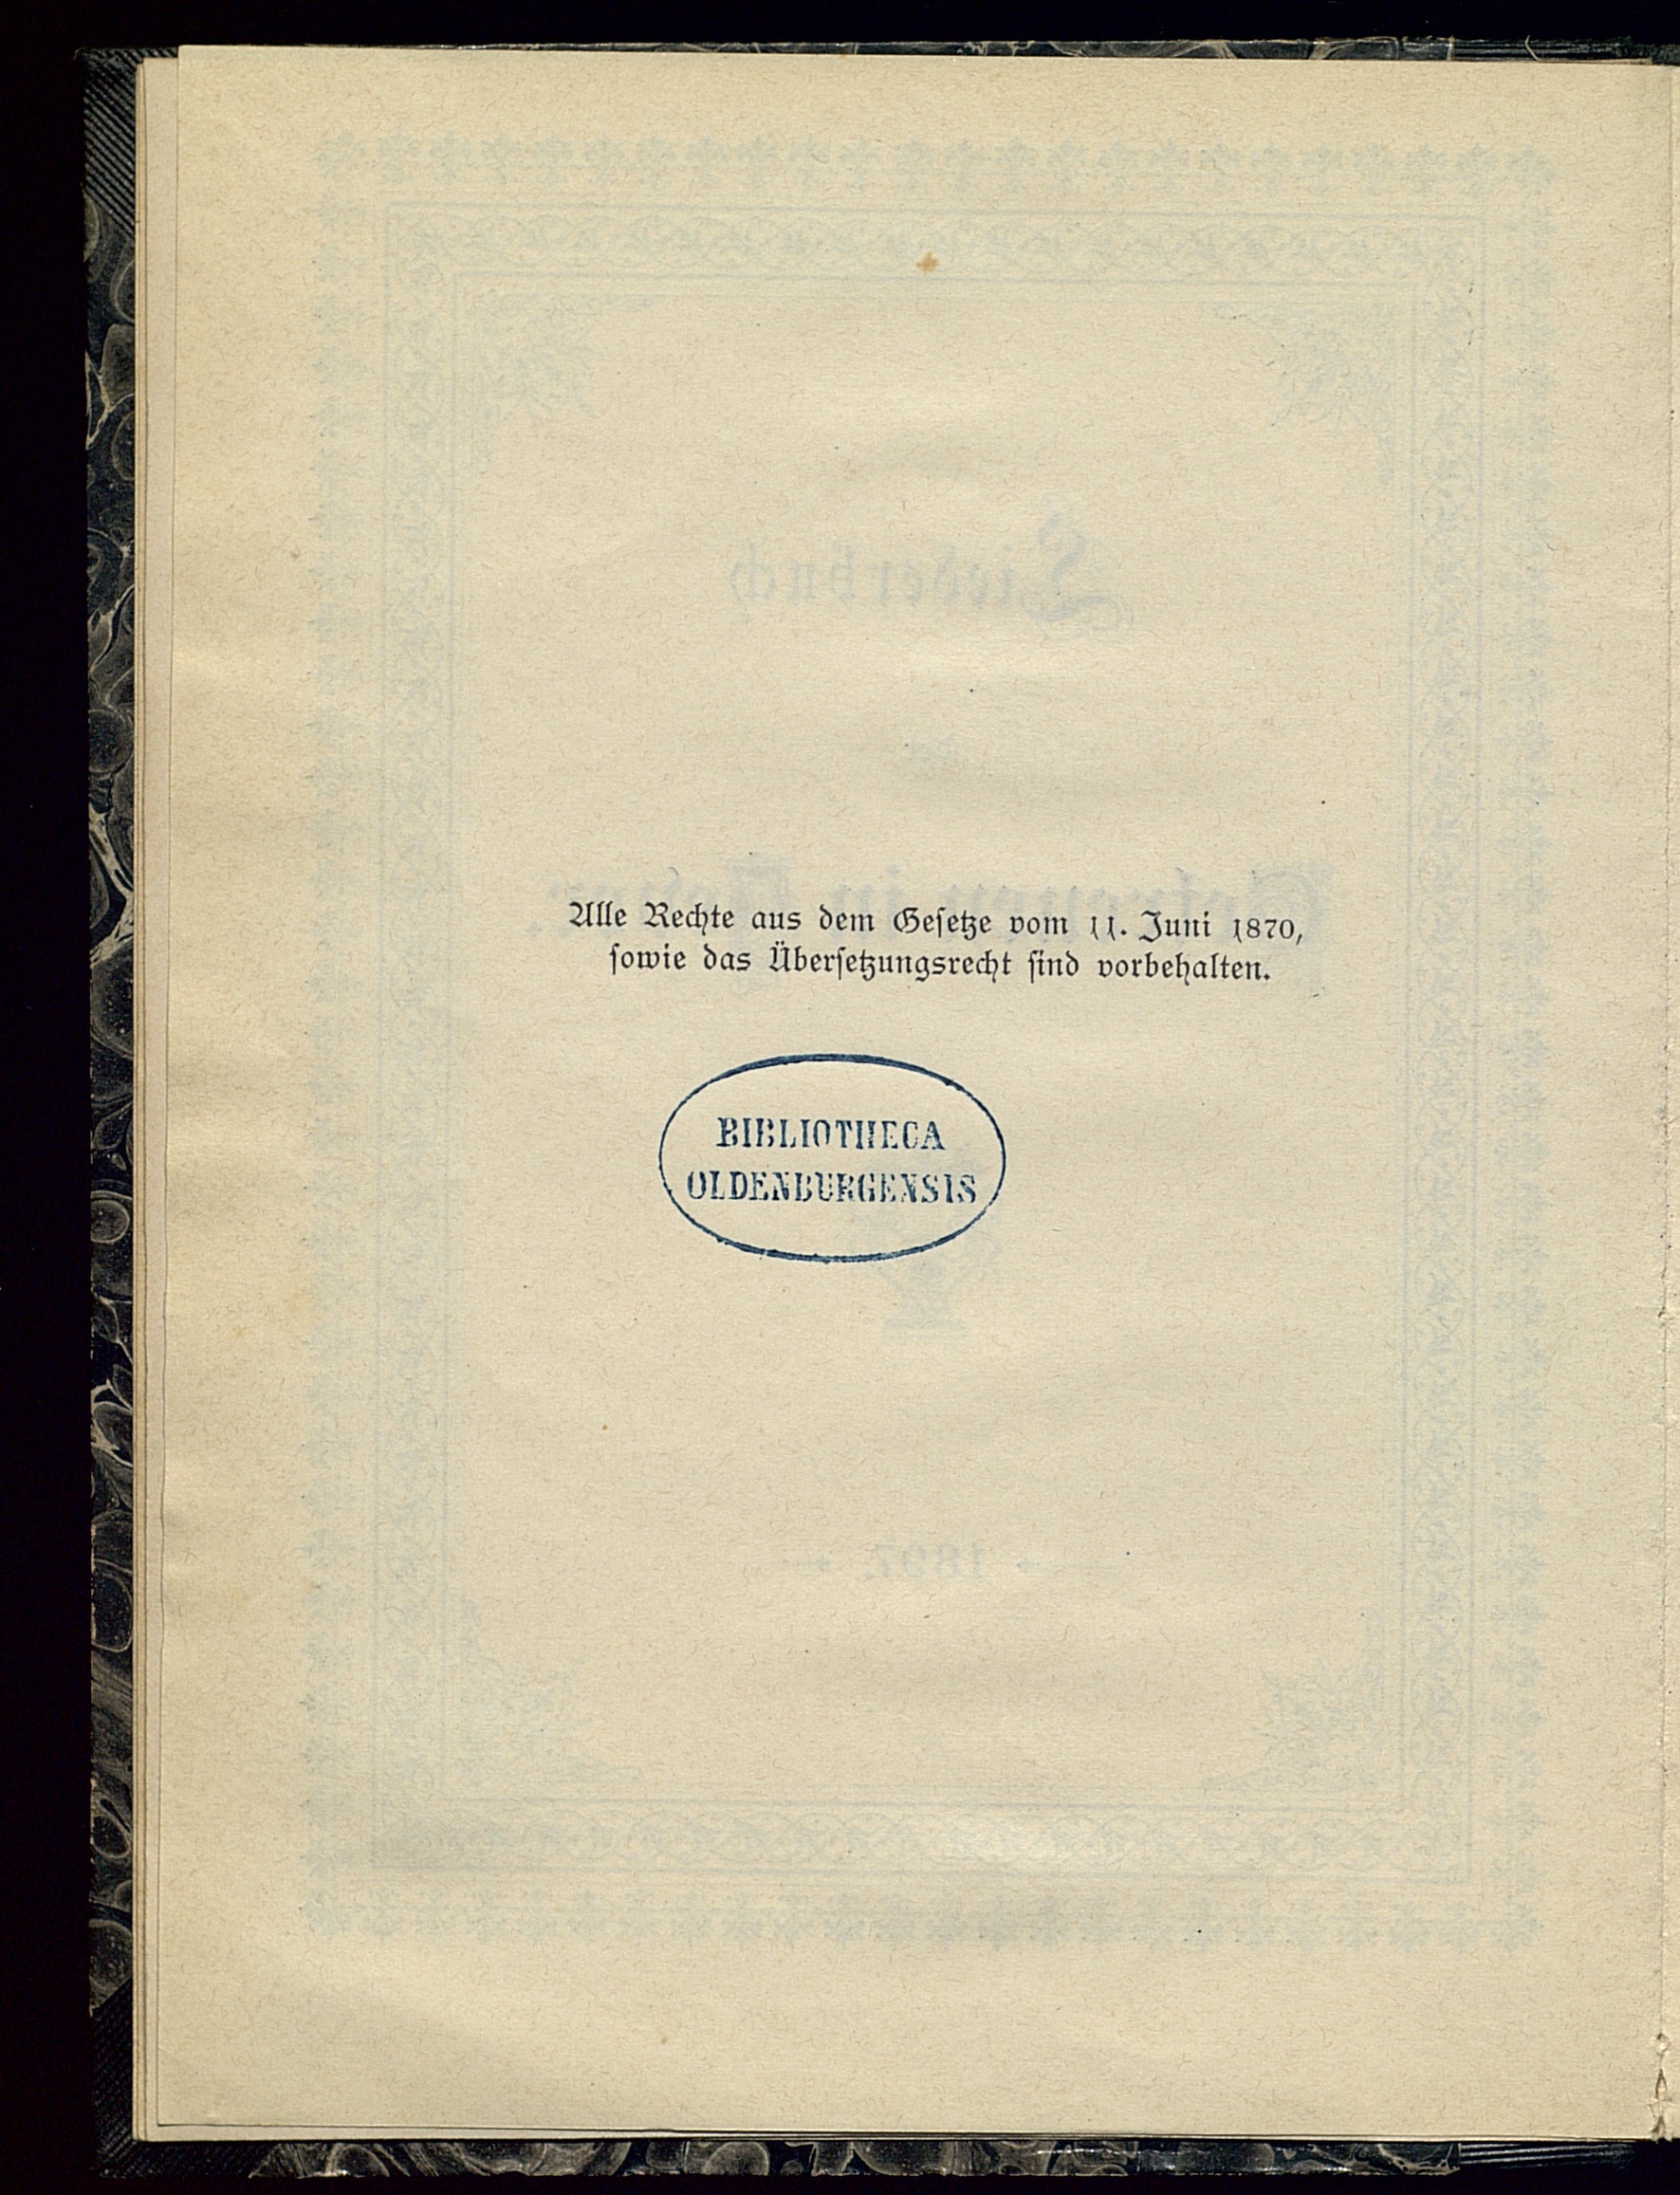 Alle Rechte aus dem Geſetze vom 11. Juni 1870,
ſowie das Überſetzungsrecht ſind vorbehalten.
BIBLIOTHECA
OLDENBURGENSIS